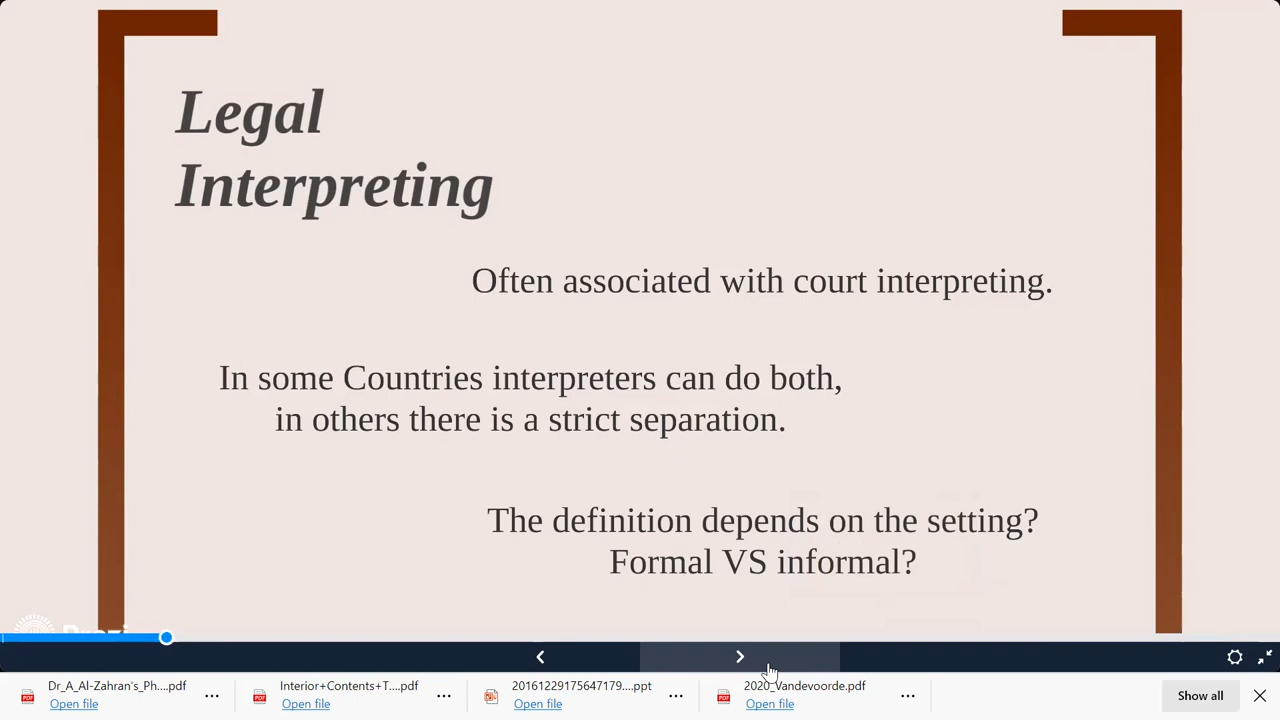 Legal
Interpreting
Often associated with court interpreting.
In some Countries interpreters can do both,
in others there is a strict separation.
The definition depends on the setting?
Formal VS informal?
Dr_A_Al-Zahran's_Ph....pdf
Open file
Interior+Contents+T....pdf
Open file
20161229175647179....ppt
Open file
2020_Vandevoorde.pdf
Open file
Show all